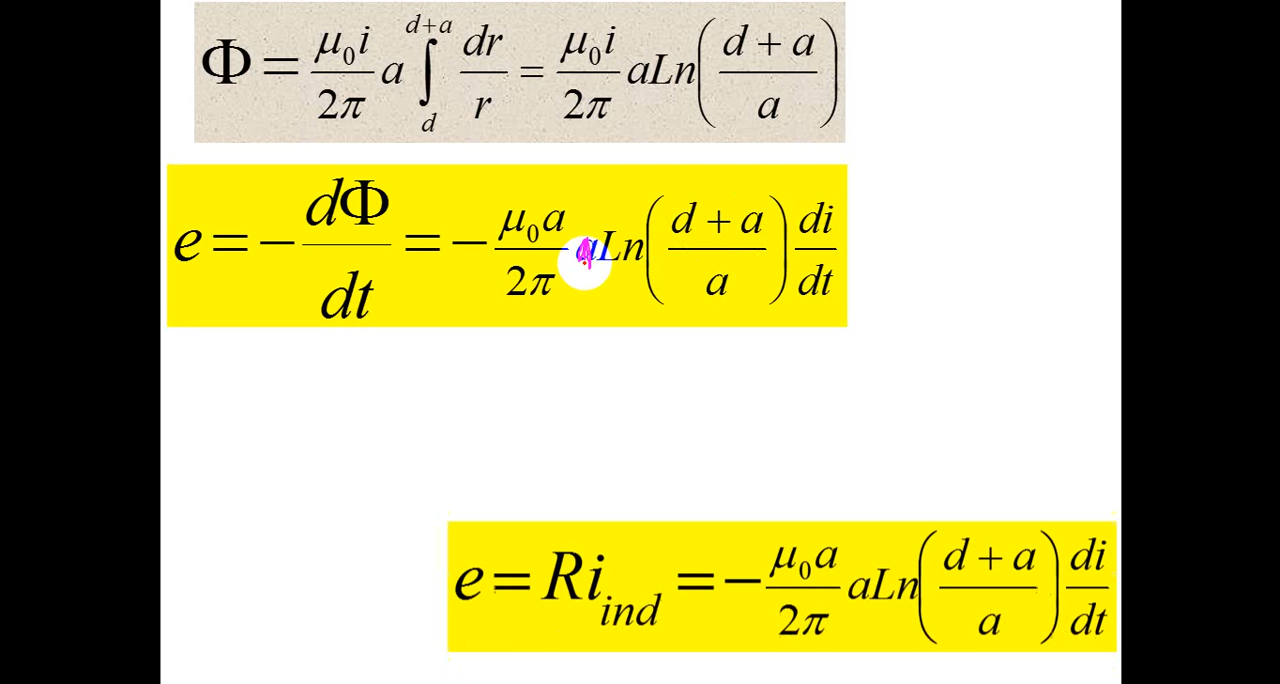 Φ = μ₀i/2π a ∫_d^{d+a} dr/r = μ₀i/2π aLn((d + a)/a)
e = − dΦ/dt = − μ₀a/2π aLn((d + a)/a) di/dt
e = Ri_ind = − μ₀a/2π aLn((d + a)/a) di/dt